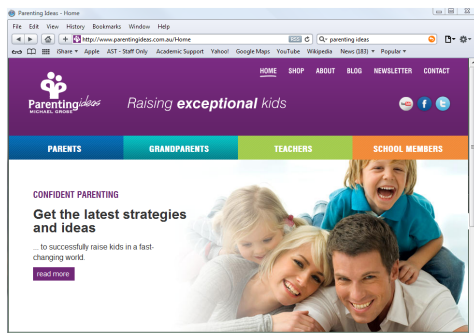 Parenting Ideas - Home
File Edit View History Bookmarks Window Help
http://www.parentingideas.com.au/Home
parenting ideas
iShare Apple AST - Staff Only Academic Support Yahoo! Google Maps YouTube Wikipedia News (183) Popular
HOME SHOP ABOUT BLOG NEWSLETTER CONTACT
Parentingideas
MICHAEL GROSE
Raising exceptional kids
PARENTS GRANDPARENTS TEACHERS SCHOOL MEMBERS
CONFIDENT PARENTING
Get the latest strategies
and ideas
... to successfully raise kids in a fast-
changing world.
read more